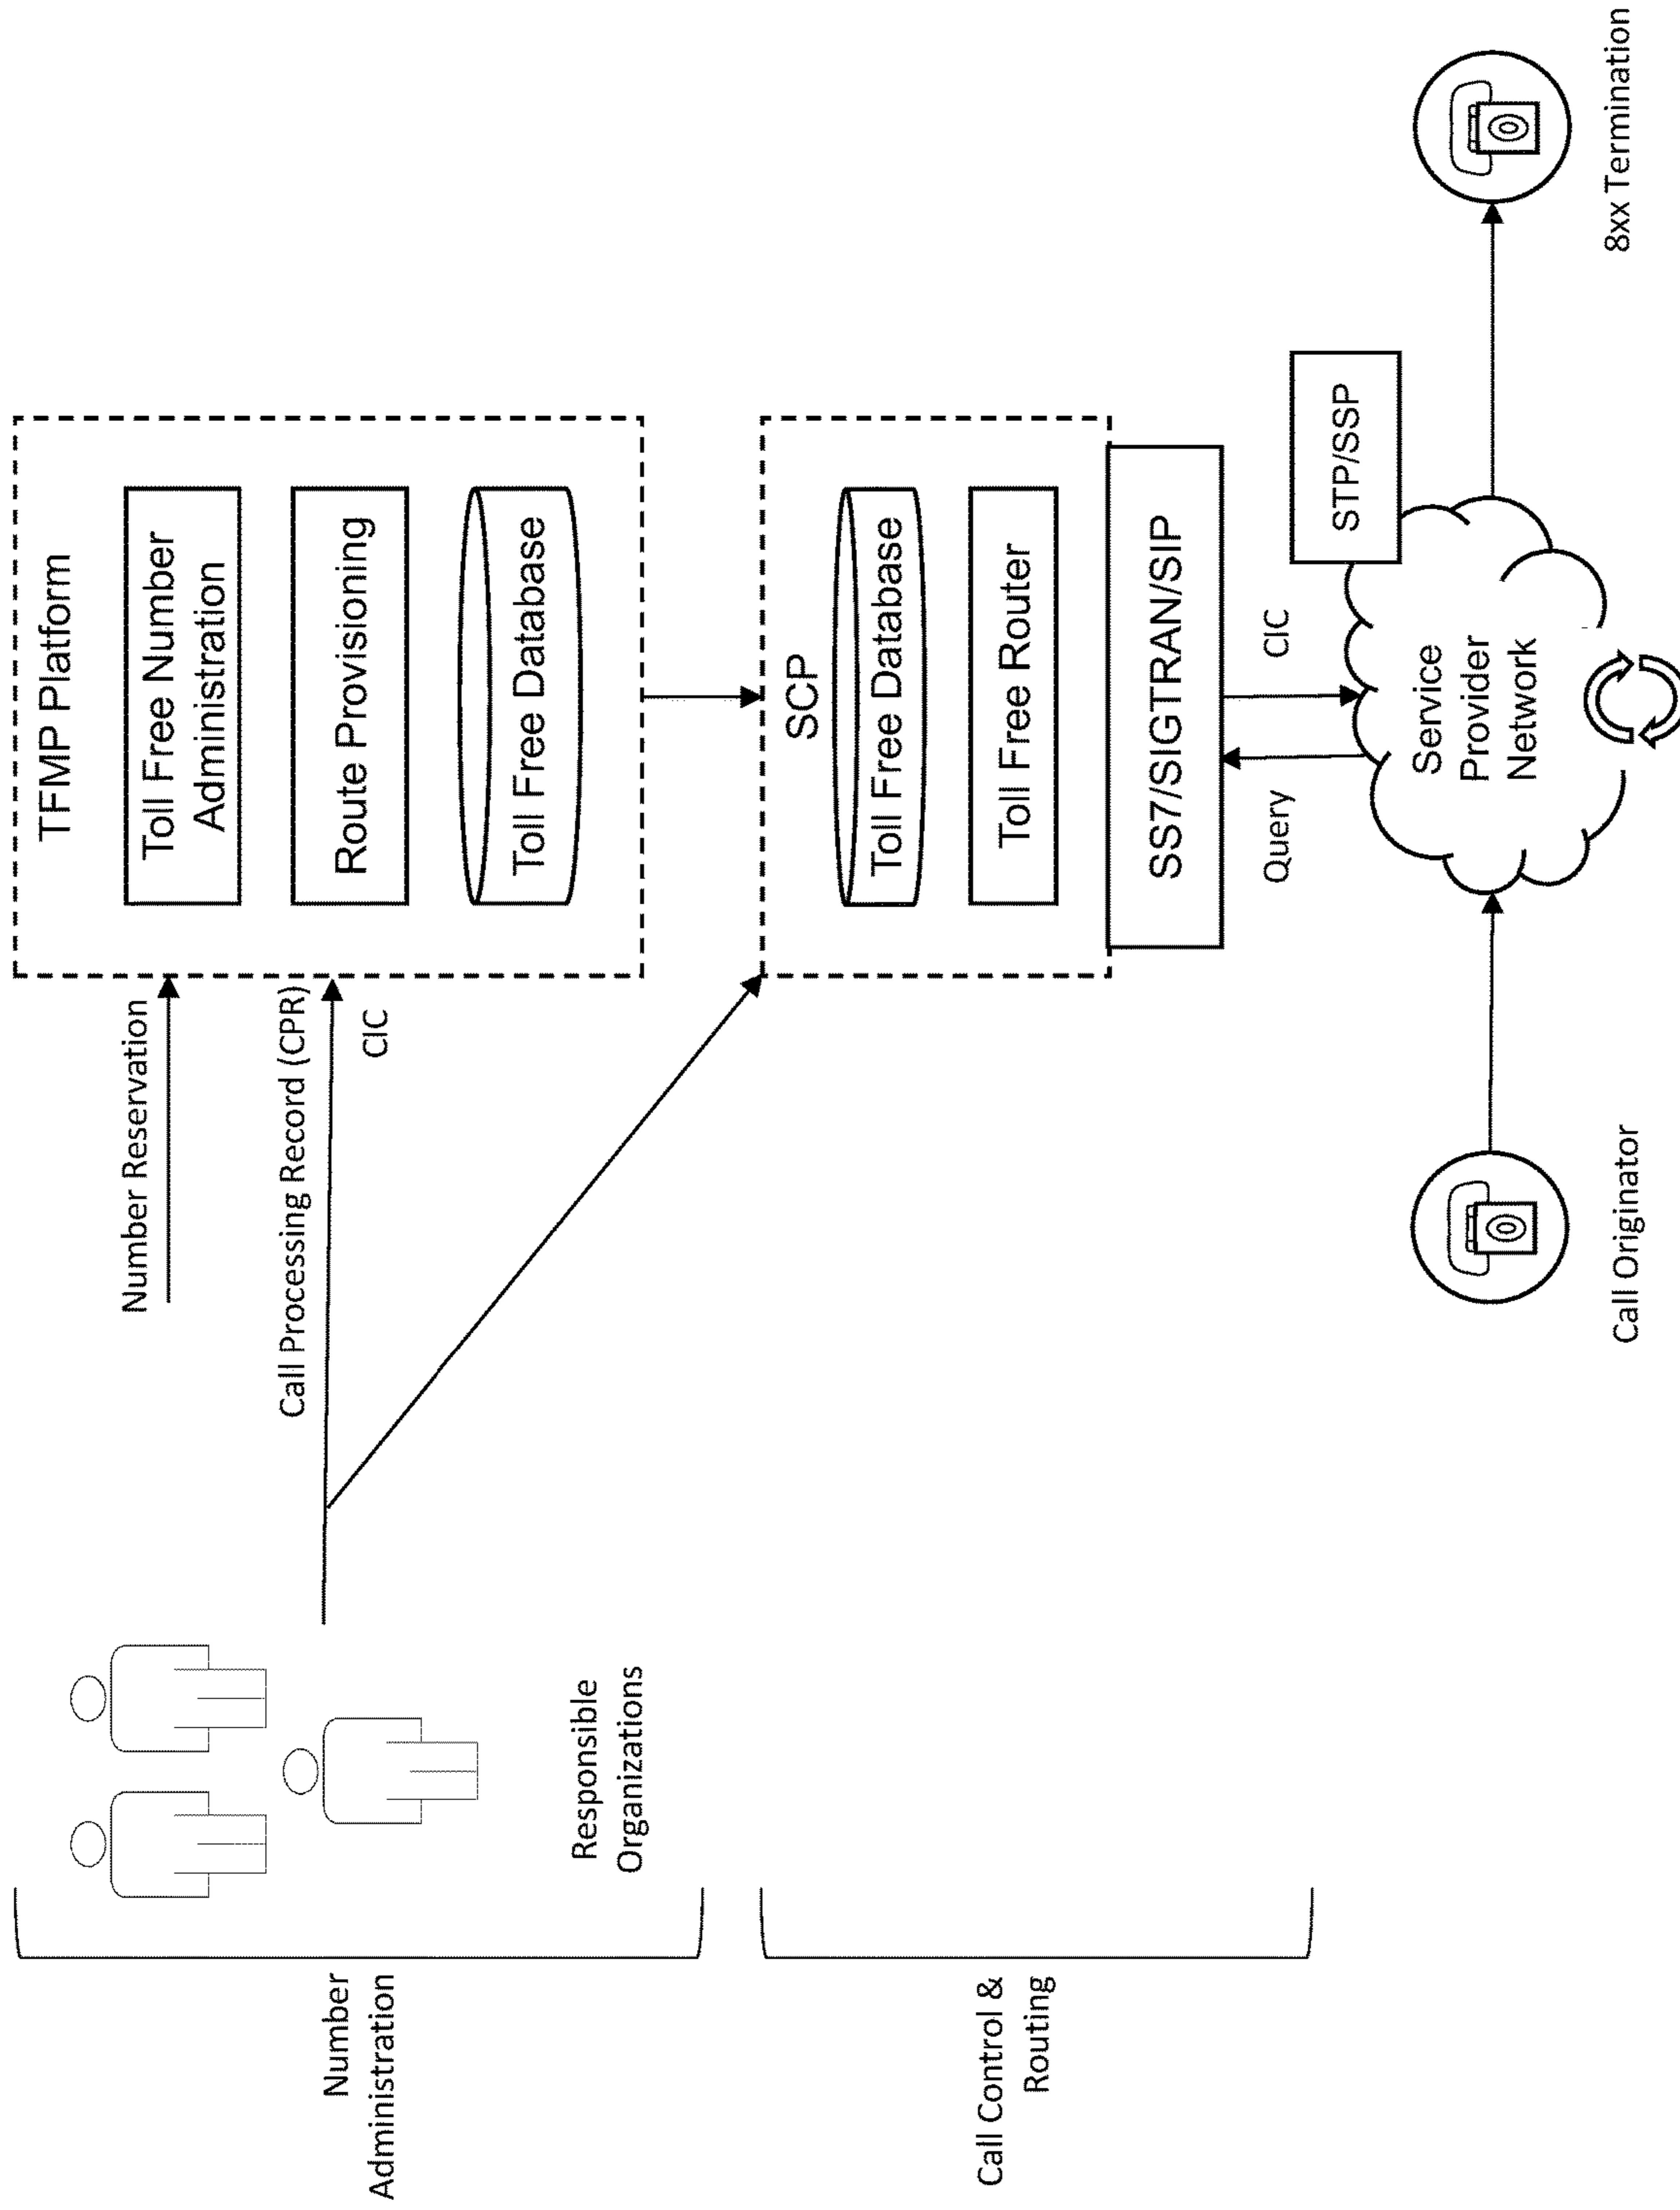 Number
Administration
Responsible
Organizations
Number Reservation
Call Processing Record (CPR)
CIC
TFMP Platform
Toll Free Number
Administration
Route Provisioning
Toll Free Database
Call Control &
Routing
SCP
Toll Free Database
Toll Free Router
SS7/SIGTRAN/SIP
Query
CIC
STP/SSP
Service
Provider
Network
Call Originator
8xx Termination